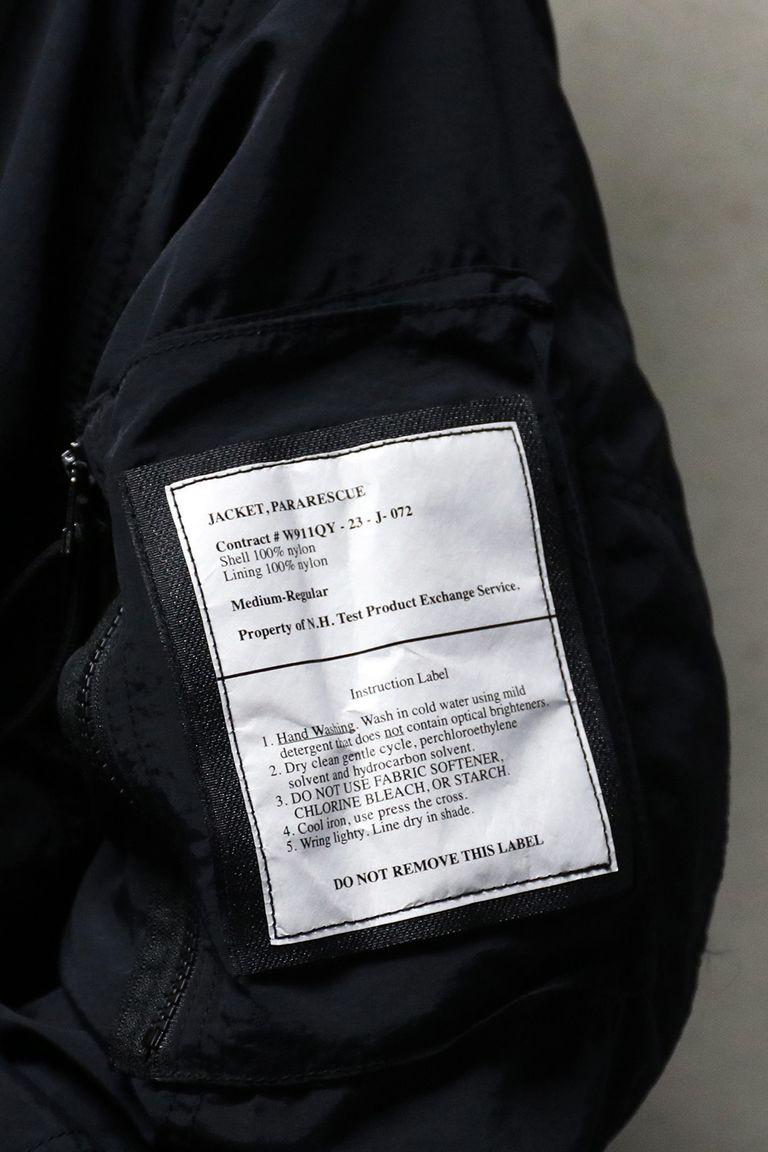 JACKET, PARARESCUE
Contract # W911QY - 23 - J- 072
Shell 100% nylon
Lining 100% nylon
Medium-Regular
Property of N.H. Test Product Exchange Service.
Instruction Label
1. Hand Washing. Wash in cold water using mild
detergent that does not contain optical brighteners.
2. Dry clean gentle cycle, perchloroethylene
solvent and hydrocarbon solvent.
3. DO NOT USE FABRIC SOFTENER,
CHLORINE BLEACH, OR STARCH.
4. Cool iron, use press the cross.
5. Wring lighty. Line dry in shade.
DO NOT REMOVE THIS LABEL